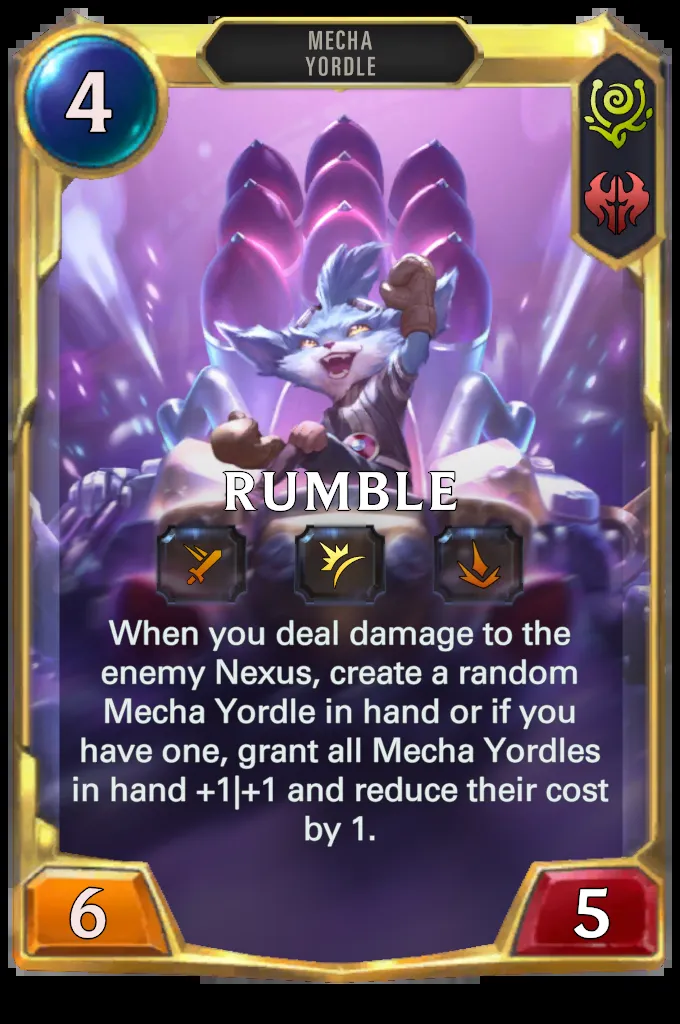 MECHA
YORDLE
4
RUMBLE
When you deal damage to the
enemy Nexus, create a random
Mecha Yordle in hand or if you
have one, grant all Mecha Yordles
in hand +1|+1 and reduce their cost
by 1.
6
5